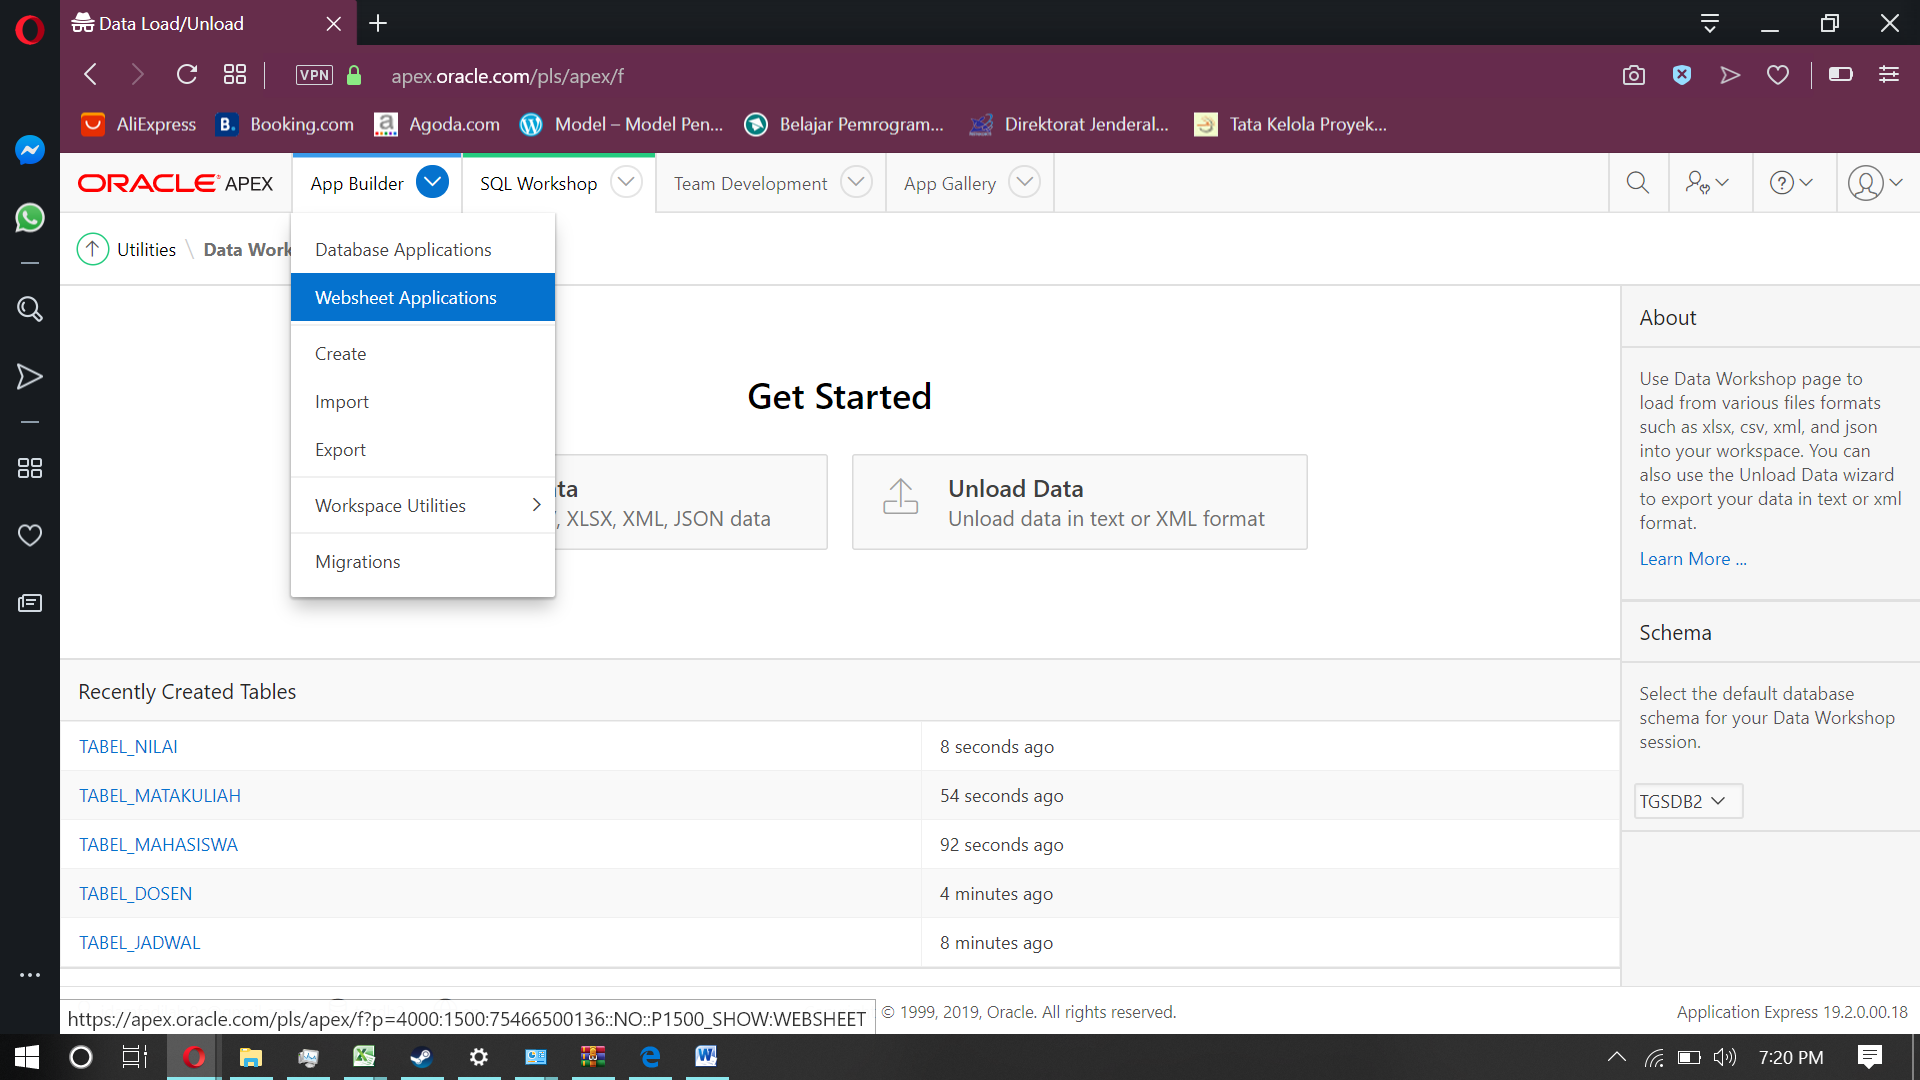 Data Load/Unload
VPN
apex.oracle.com/pls/apex/f
AliExpress
B. Booking.com
a Agoda.com
Model – Model Pen...
Belajar Pemrogram...
Direktorat Jenderal...
Tata Kelola Proyek...
ORACLE APEX
App Builder
SQL Workshop
Team Development
App Gallery
Utilities \ Data Work
Database Applications
Websheet Applications
Create
Import
Export
Workspace Utilities
Migrations
Get Started
ta
, XLSX, XML, JSON data
Unload Data
Unload data in text or XML format
About
Use Data Workshop page to
load from various files formats
such as xlsx, csv, xml, and json
into your workspace. You can
also use the Unload Data wizard
to export your data in text or xml
format.
Learn More ...
Schema
Select the default database
schema for your Data Workshop
session.
TGSDB2
Recently Created Tables
TABEL_NILAI 8 seconds ago
TABEL_MATAKULIAH 54 seconds ago
TABEL_MAHASISWA 92 seconds ago
TABEL_DOSEN 4 minutes ago
TABEL_JADWAL 8 minutes ago
https://apex.oracle.com/pls/apex/f?p=4000:1500:75466500136::NO::P1500_SHOW:WEBSHEET
© 1999, 2019, Oracle. All rights reserved.
Application Express 19.2.0.00.18
7:20 PM